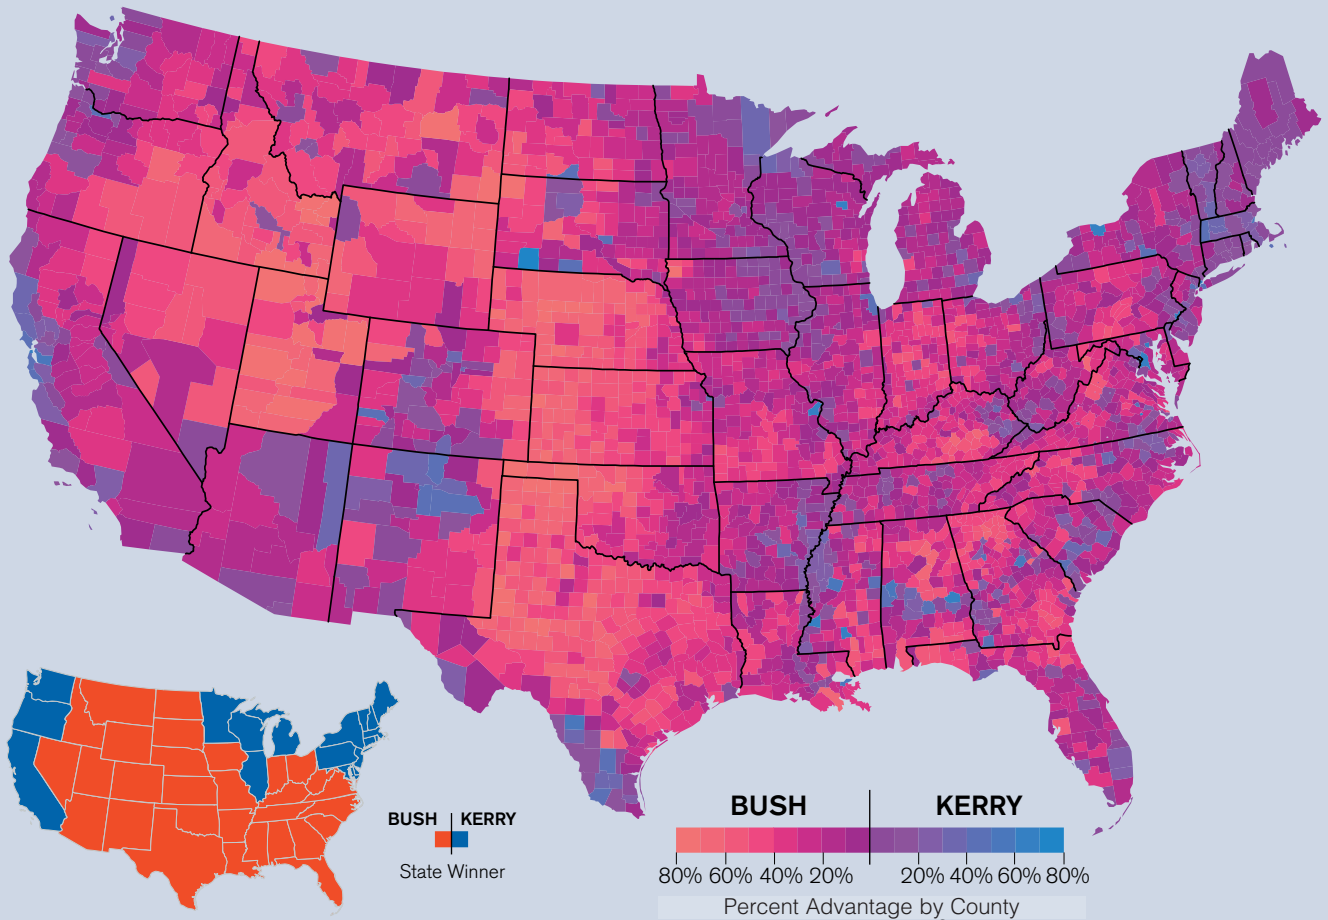 BUSH KERRY
State Winner
BUSH KERRY
80% 60% 40% 20% 20% 40% 60% 80%
Percent Advantage by County